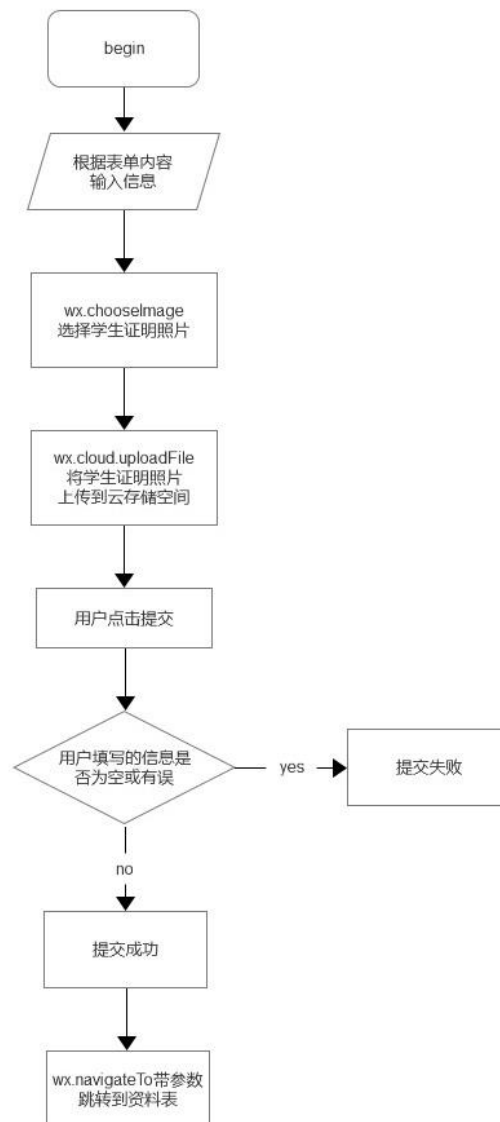 begin
根据表单内容
输入信息
wx.chooseImage
选择学生证明照片
wx.cloud.uploadFile
将学生证明照片
上传到云存储空间
用户点击提交
用户填写的信息是
否为空或有误
yes
提交失败
no
提交成功
wx.navigateTo带参数
跳转到资料表